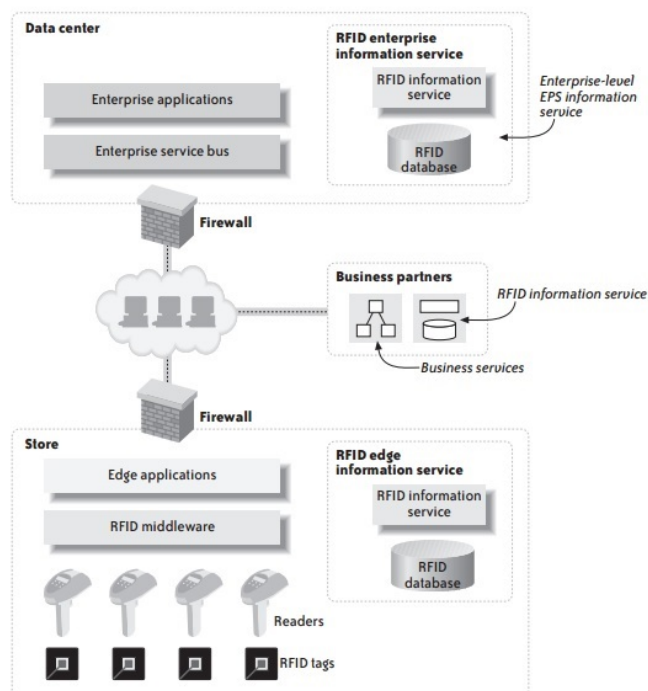 Data center
RFID enterprise
information service
RFID information
service
Enterprise applications
Enterprise-level
EPS information
service
Enterprise service bus
RFID
database
Firewall
Business partners
RFID information service
Business services
Firewall
Store
RFID edge
information service
Edge applications
RFID information
service
RFID middleware
RFID
database
Readers
RFID tags